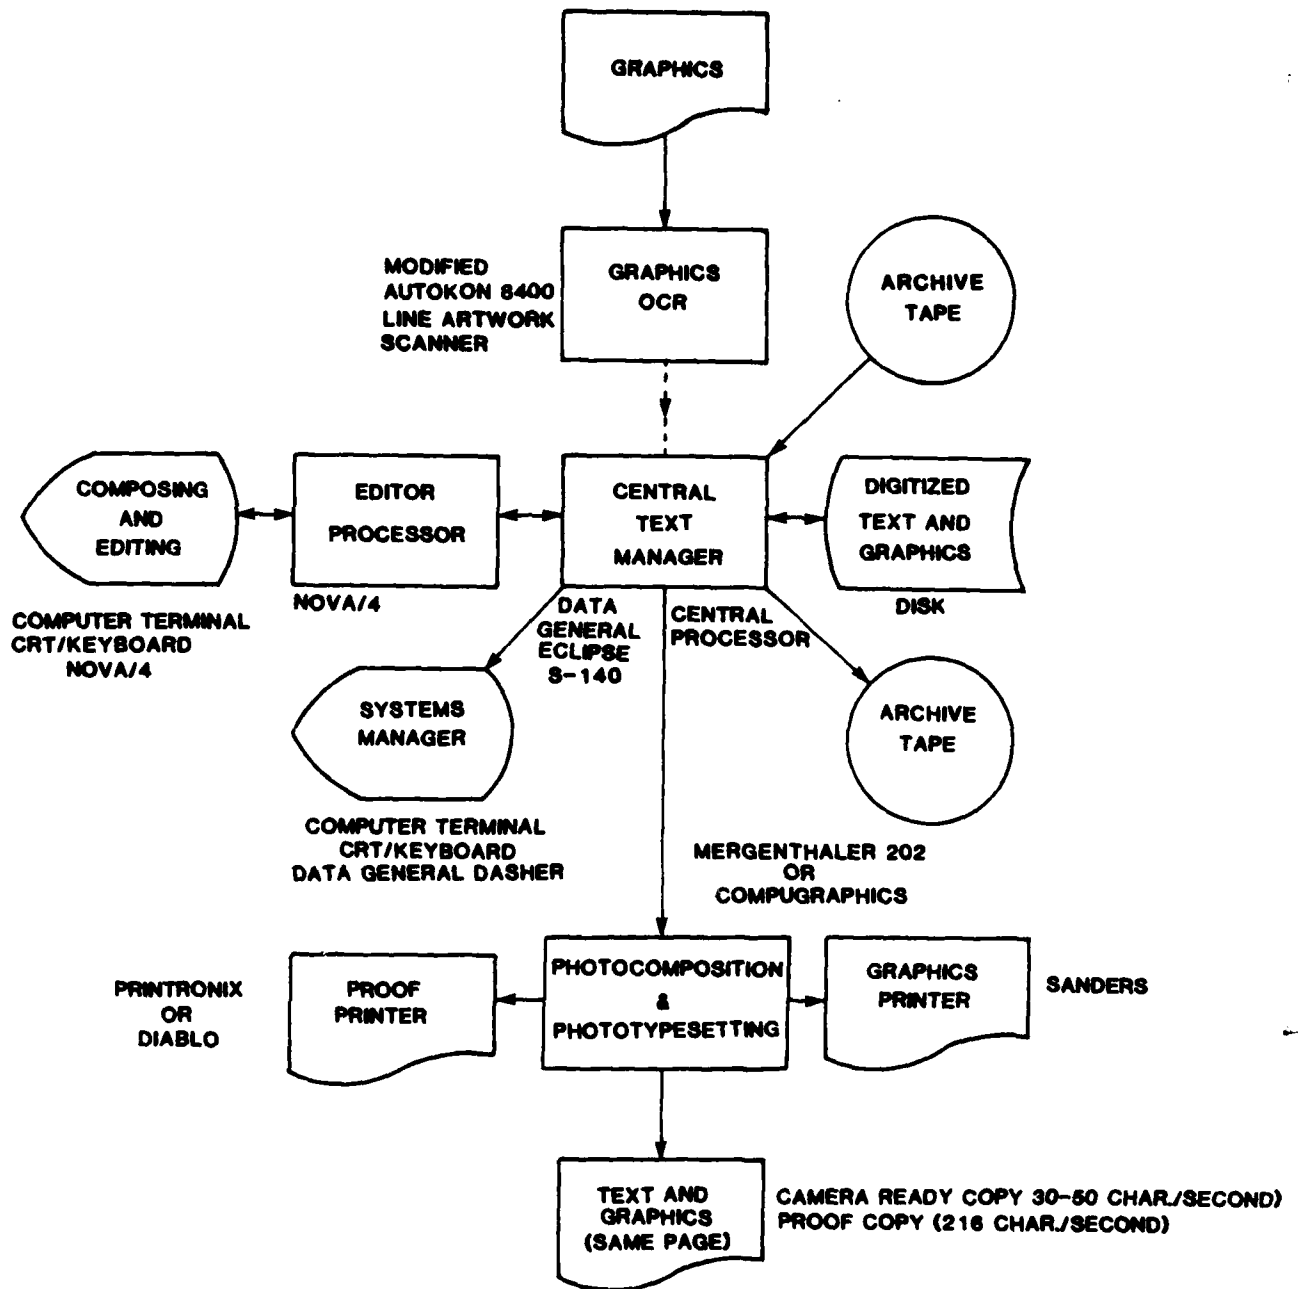 GRAPHICS
MODIFIED
AUTOKON 8400
LINE ARTWORK
SCANNER
GRAPHICS
OCR
ARCHIVE
TAPE
COMPOSING
AND
EDITING
COMPUTER TERMINAL
CRT/KEYBOARD
NOVA/4
EDITOR
PROCESSOR
NOVA/4
CENTRAL
TEXT
MANAGER
DIGITIZED
TEXT AND
GRAPHICS
DISK
DATA
GENERAL
ECLIPSE
S-140
CENTRAL
PROCESSOR
SYSTEMS
MANAGER
COMPUTER TERMINAL
CRT/KEYBOARD
DATA GENERAL DASHER
ARCHIVE
TAPE
MERGENTHALER 202
OR
COMPUGRAPHICS
PRINTRONIX
OR
DIABLO
PROOF
PRINTER
PHOTOCOMPOSITION
&
PHOTOTYPESETTING
GRAPHICS
PRINTER
SANDERS
TEXT AND
GRAPHICS
(SAME PAGE)
CAMERA READY COPY 30-50 CHAR./SECOND)
PROOF COPY (216 CHAR./SECOND)